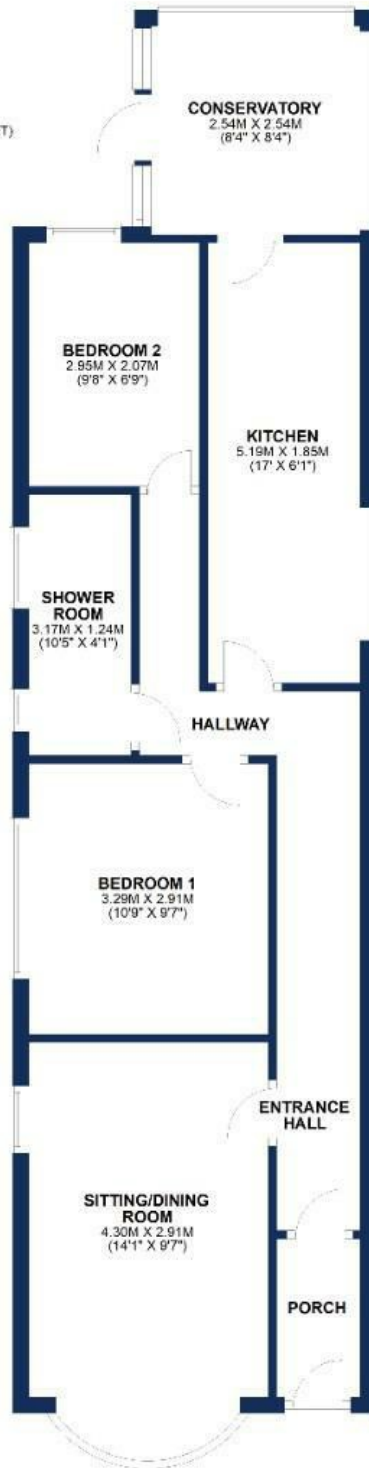 T)
CONSERVATORY
2.54M X 2.54M
(8'4" X 8'4")
BEDROOM 2
2.95M X 2.07M
(9'8" X 6'9")
KITCHEN
5.19M X 1.85M
(17' X 6'1")
SHOWER
ROOM
3.17M X 1.24M
(10'5" X 4'1")
HALLWAY
BEDROOM 1
3.29M X 2.91M
(10'9" X 9'7")
ENTRANCE
HALL
SITTING/DINING
ROOM
4.30M X 2.91M
(14'1" X 9'7")
PORCH